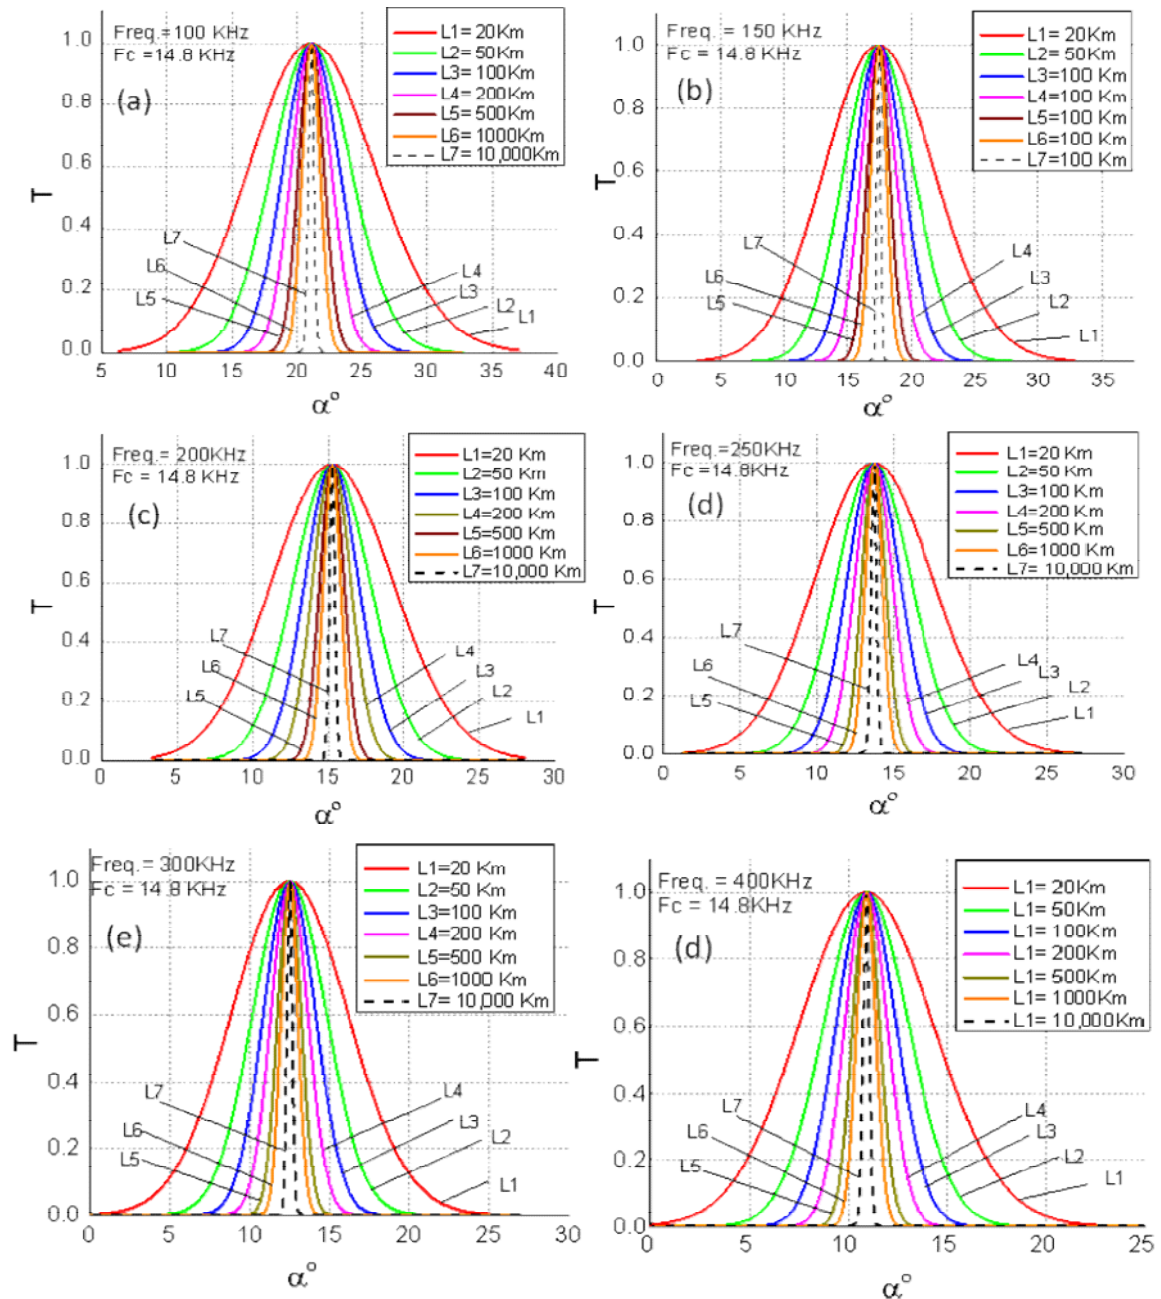 Freq.=100 KHz
Fc =14.8 KHz
(a)
L1= 20Km
L2= 50Km
L3= 100Km
L4= 200Km
L5= 500Km
L6= 1000Km
L7= 10,000Km
T
1.0
0.8
0.6
0.4
0.2
0.0
L7
L6
L5
L4
L3
L2
L1
5 10 15 20 25 30 35 40
α°
Freq. = 150 KHz
Fc = 14.8 KHz
(b)
L1= 20Km
L2= 50Km
L3=100 Km
L4=100 Km
L5=100 Km
L6=100 Km
L7=100 Km
T
1.0
0.8
0.6
0.4
0.2
0.0
L7
L6
L5
L4
L3
L2
L1
0 5 10 15 20 25 30 35
α°
Freq.= 200KHz
Fc = 14.8 KHz
(c)
L1=20 Km
L2=50 Km
L3=100 Km
L4=200 Km
L5=500 Km
L6=1000 Km
L7=10,000 Km
T
1.0
0.8
0.6
0.4
0.2
0.0
L7
L6
L5
L4
L3
L2
L1
0 5 10 15 20 25 30
α°
Freq.=250KHz
Fc =14.8KHz
(d)
L1=20 Km
L2=50 Km
L3=100 Km
L4=200 Km
L5=500 Km
L6=1000 Km
L7= 10,000 Km
T
1.0
0.8
0.6
0.4
0.2
0.0
L7
L6
L5
L4
L3
L2
L1
0 5 10 15 20 25 30
α°
Freq.= 300KHz
Fc= 14.8 KHz
(e)
L1=20 Km
L2=50 Km
L3=100 Km
L4=200 Km
L5=500 Km
L6=1000 Km
L7= 10,000 Km
T
1.0
0.8
0.6
0.4
0.2
0.0
L7
L6
L5
L4
L3
L2
L1
0 5 10 15 20 25 30
α°
Freq. = 400KHz
Fc= 14.8KHz
(d)
L1= 20Km
L1= 50Km
L1= 100Km
L1= 200Km
L1= 500Km
L1= 1000Km
L1= 10,000Km
T
1.0
0.8
0.6
0.4
0.2
0.0
L7
L6
L5
L4
L3
L2
L1
0 5 10 15 20 25
α°